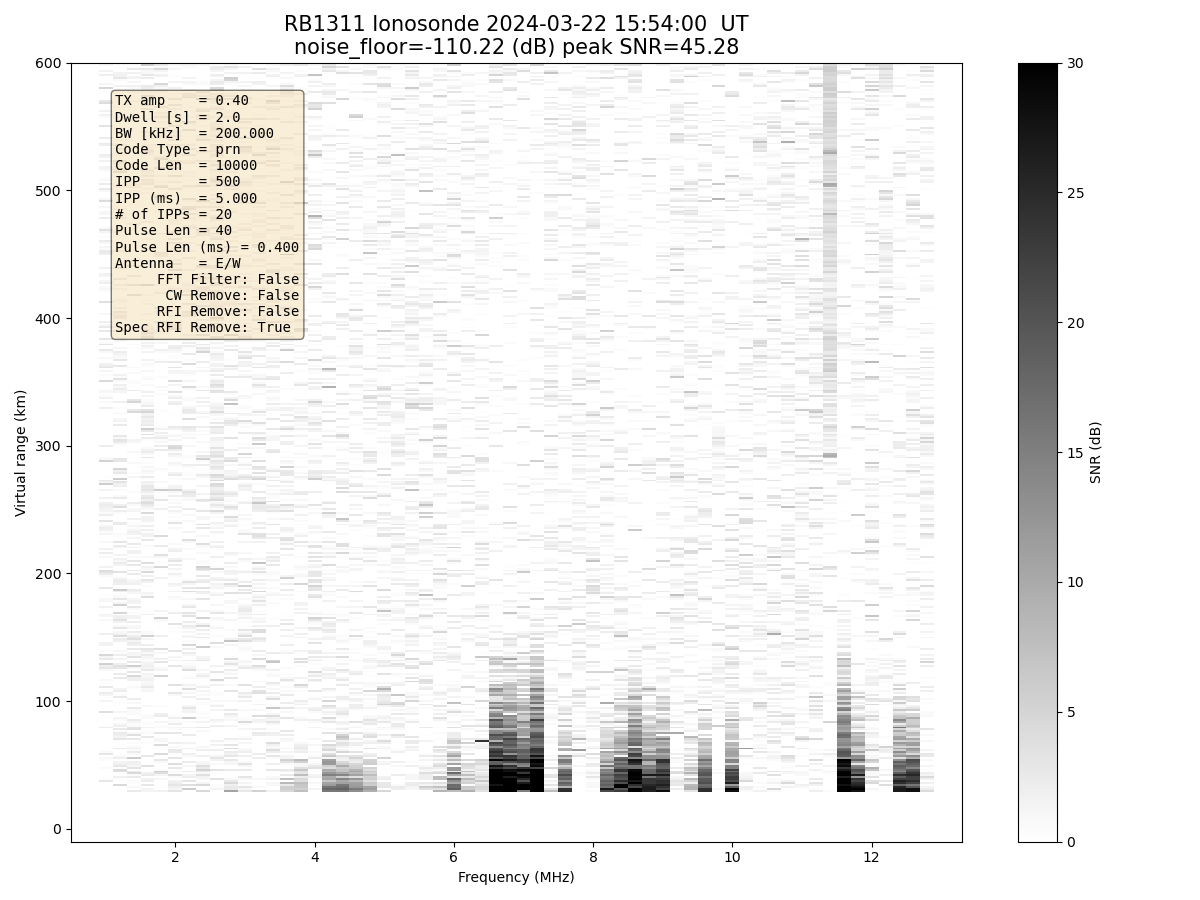 RB1311 Ionosonde 2024-03-22 15:54:00  UT
noise_floor=-110.22 (dB) peak SNR=45.28
TX amp    = 0.40
Dwell [s] = 2.0
BW [kHz]  = 200.000
Code Type = prn
Code Len  = 10000
IPP       = 500
IPP (ms)  = 5.000
# of IPPs = 20
Pulse Len = 40
Pulse Len (ms) = 0.400
Antenna   = E/W
FFT Filter: False
CW Remove: False
RFI Remove: False
Spec RFI Remove: True
Virtual range (km)
600
500
400
300
200
100
0
2 4 6 8 10 12
Frequency (MHz)
30
25
20
15
10
5
0
SNR (dB)